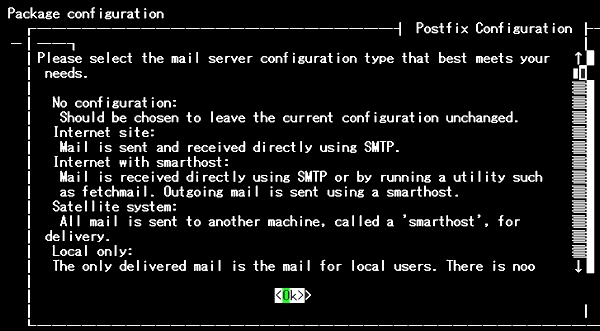 Package configuration
Postfix Configuration
Please select the mail server configuration type that best meets your
needs.
No configuration:
Should be chosen to leave the current configuration unchanged.
Internet site:
Mail is sent and received directly using SMTP.
Internet with smarthost:
Mail is received directly using SMTP or by running a utility such
as fetchmail. Outgoing mail is sent using a smarthost.
Satellite system:
All mail is sent to another machine, called a 'smarthost', for
delivery.
Local only:
The only delivered mail is the mail for local users. There is noo
<Ok>>